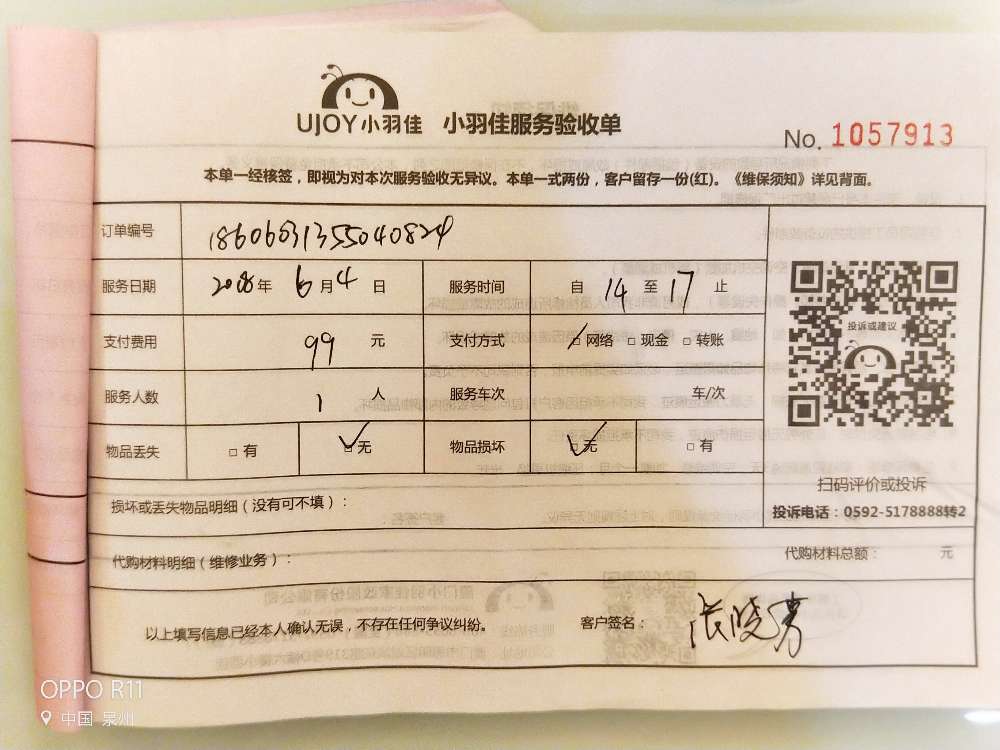 UJOY小羽佳 小羽佳服务验收单
No. 1057913
本单一经核签，即视为对本次服务验收无异议。本单一式两份，客户留存一份(红)。《维保须知》详见背面。
订单编号 18606031355040824
服务日期 年 6 月 4 日 服务时间 自 14 至 17 止
支付费用 99 元 支付方式 □网络 □现金 □转账
服务人数 1 人 服务车次 车/次
物品丢失 □有 □无 物品损坏 □无 □有
投诉或建议
扫码评价或投诉
投诉电话：0592-5178888转2
损坏或丢失物品明细（没有可不填）：
代购材料明细（维修业务）： 代购材料总额： 元
以上填写信息已经本人确认无误，不存在任何争议纠纷。 客户签名： 张晓
OPPO R11
中国 泉州